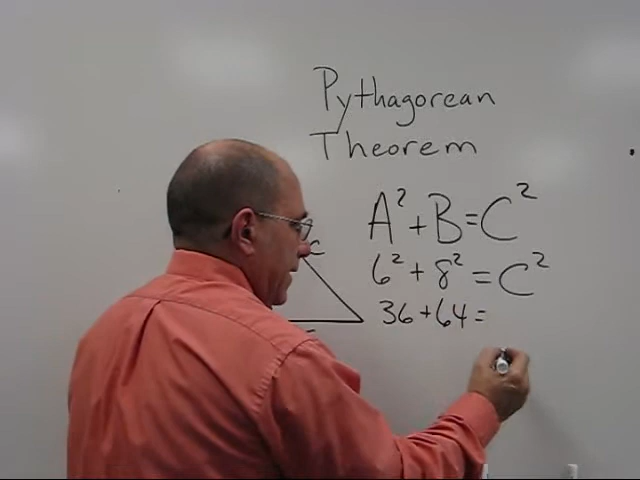 Pythagorean
Theorem
A² + B = C²
6² + 8² = C²
36 + 64 =
C